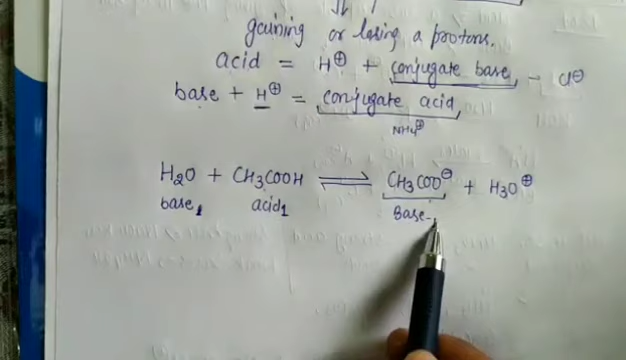 gaining or losing a protons.
acid = H⊕ + conjugate base – Cl⊖
base + H⊕ = conjugate acid
NH4⊕
H2O + CH3COOH ⇌ CH3COO⊖ + H3O⊕
base1 acid1 Base